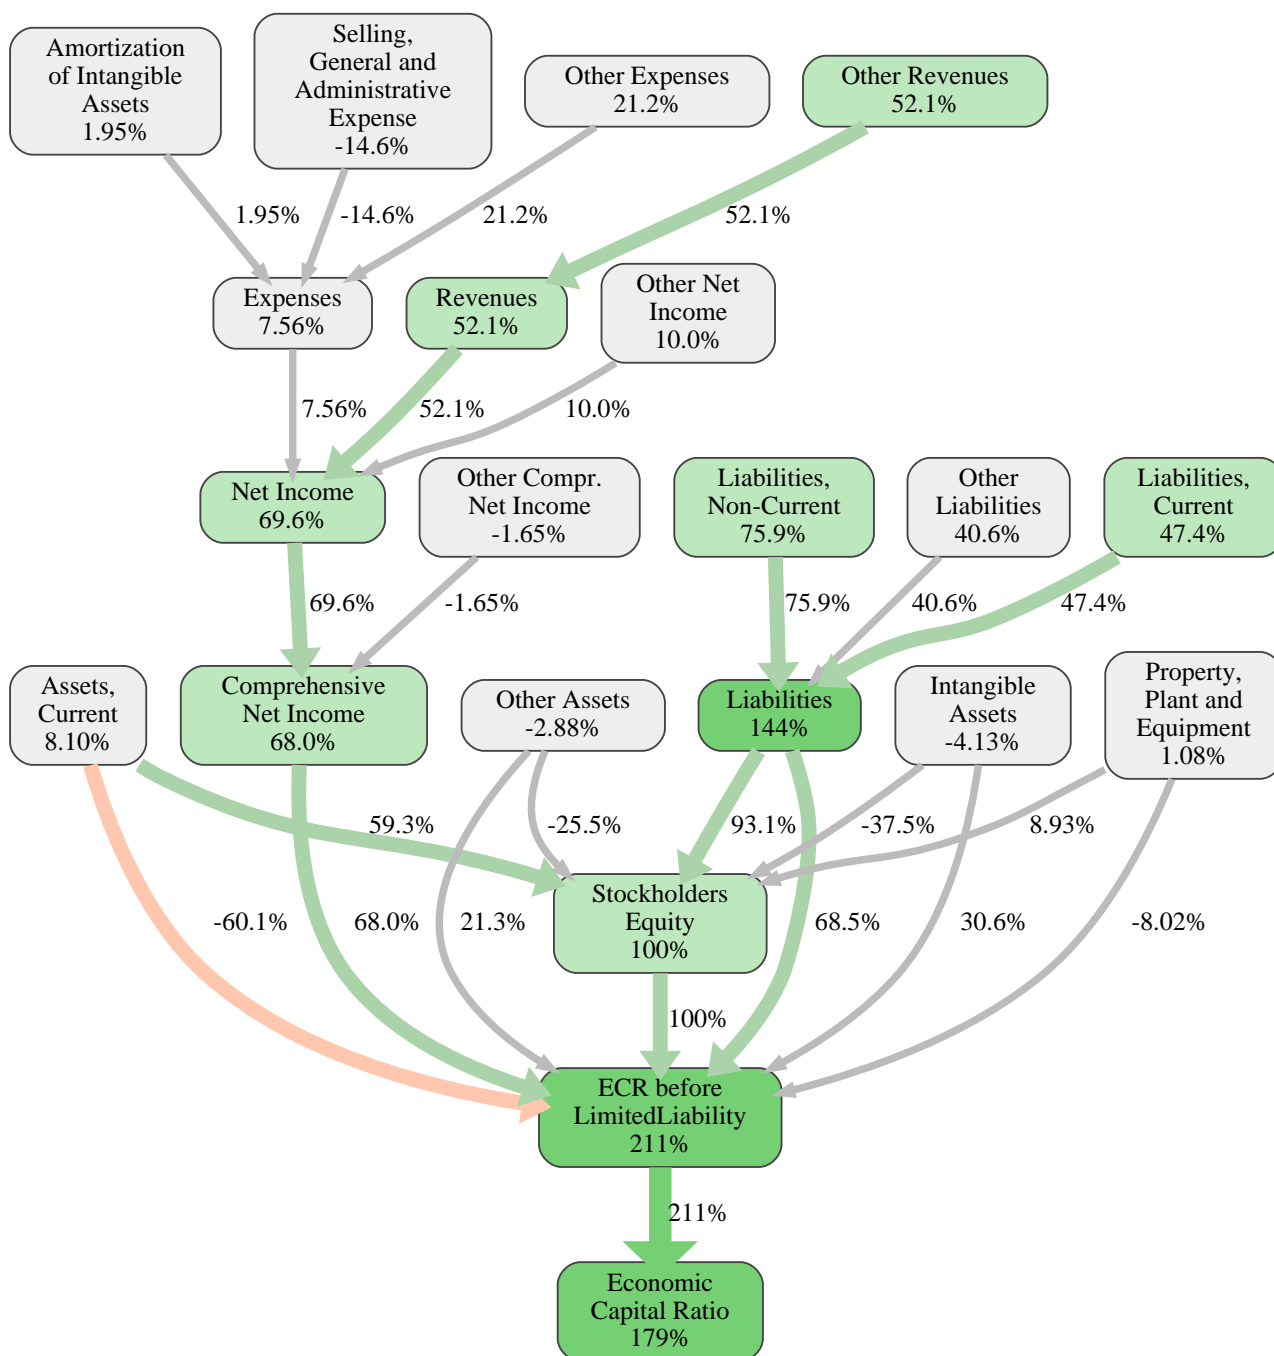 Amortization
of Intangible
Assets
1.95%
Selling,
General and
Administrative
Expense
-14.6%
Other Expenses
21.2%
Other Revenues
52.1%
1.95%
-14.6%
21.2%
52.1%
Expenses
7.56%
Revenues
52.1%
Other Net
Income
10.0%
7.56%
52.1%
10.0%
Net Income
69.6%
Other Compr.
Net Income
-1.65%
Liabilities,
Non-Current
75.9%
Other
Liabilities
40.6%
Liabilities,
Current
47.4%
69.6%
-1.65%
75.9%
40.6%
47.4%
Assets,
Current
8.10%
Comprehensive
Net Income
68.0%
Other Assets
-2.88%
Liabilities
144%
Intangible
Assets
-4.13%
Property,
Plant and
Equipment
1.08%
59.3%
-25.5%
93.1%
-37.5%
8.93%
Stockholders
Equity
100%
-60.1%
68.0%
21.3%
68.5%
30.6%
-8.02%
100%
ECR before
LimitedLiability
211%
211%
Economic
Capital Ratio
179%